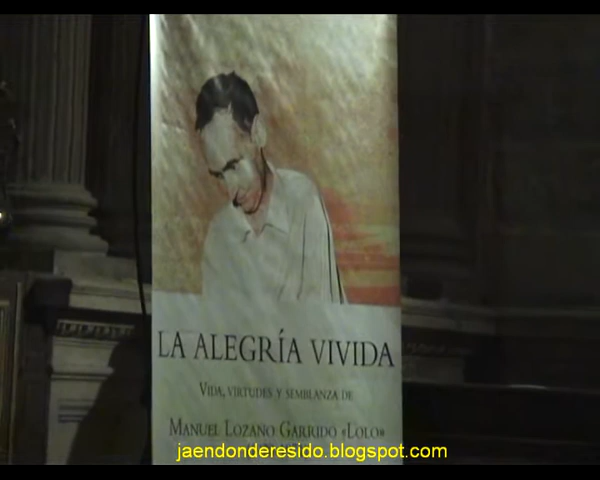 LA ALEGRÍA VIVIDA
VIDA, VIRTUDES Y SEMBLANZA DE
MANUEL LOZANO GARRIDO «LOLO»
jaendonderesido.blogspot.com